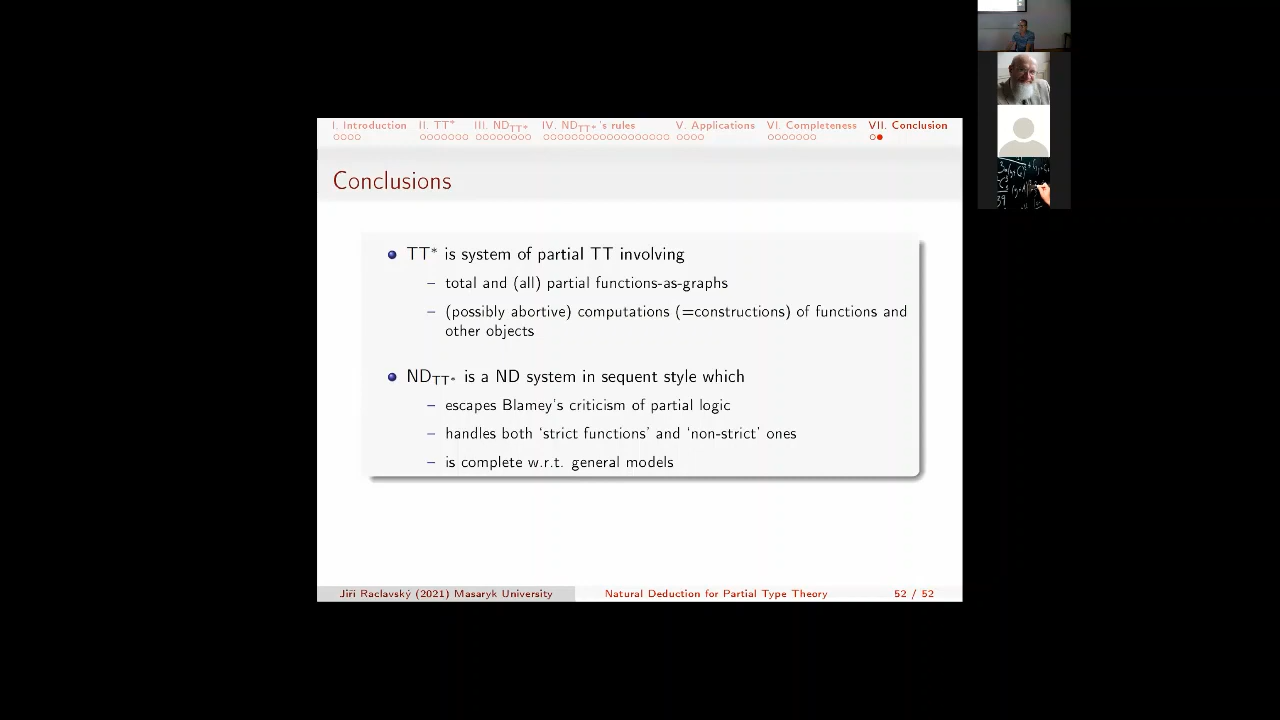 I. Introduction II. TT* III. ND_TT* IV. ND_TT*'s rules V. Applications VI. Completeness VII. Conclusion
Conclusions
TT* is system of partial TT involving
– total and (all) partial functions-as-graphs
– (possibly abortive) computations (=constructions) of functions and
other objects
ND_TT* is a ND system in sequent style which
– escapes Blamey's criticism of partial logic
– handles both ‘strict functions’ and ‘non-strict’ ones
– is complete w.r.t. general models
Jiří Raclavský (2021) Masaryk University Natural Deduction for Partial Type Theory 52 / 52